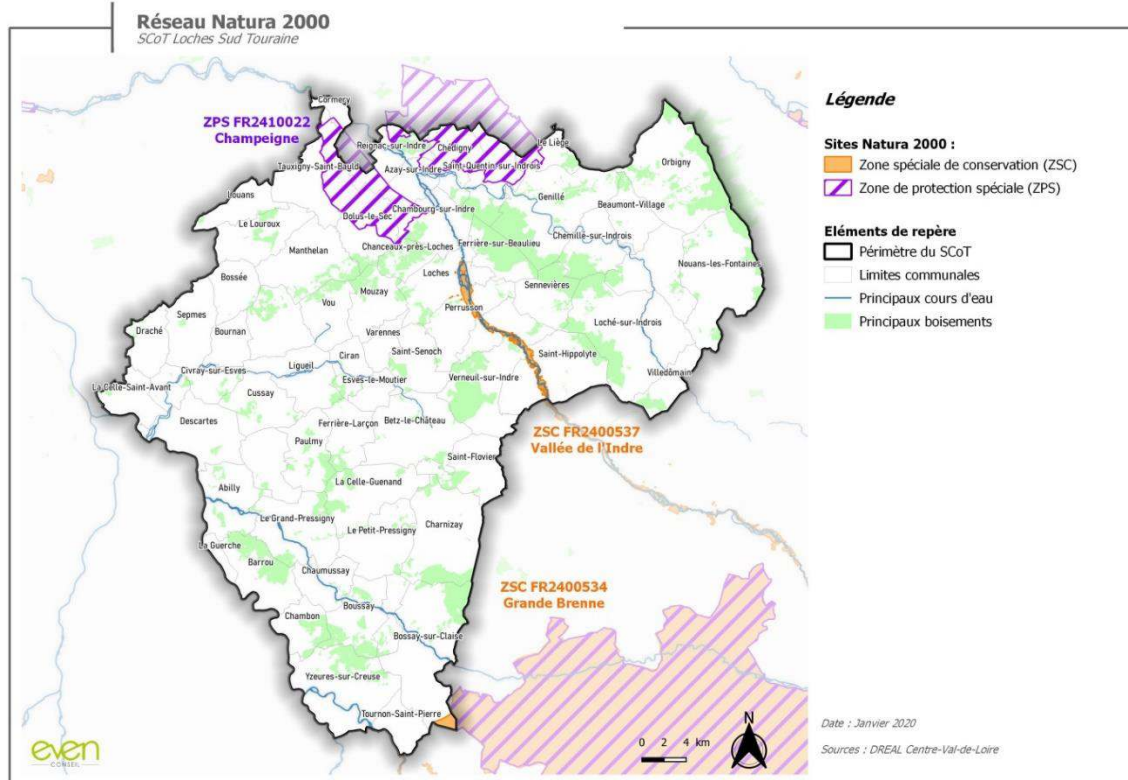 Réseau Natura 2000
SCoT Loches Sud Touraine
ZPS FR2410022
Champeigne
Cormery
Reignac-sur-Indre
Chédigny
Le Liège
Tauxigny-Saint-Bauld
Azay-sur-Indre
Saint-Quentin-sur-Indrois
Orbigny
Louans
Genillé
Beaumont-Village
Dolus-le-Sec
Chambourg-sur-Indre
Le Louroux
Chemillé-sur-Indrois
Manthelan
Chanceaux-près-Loches
Ferrière-sur-Beaulieu
Nouans-les-Fontaines
Bossée
Loches
Sennevières
Mouzay
Vou
Perrusson
Sepmes
Loché-sur-Indrois
Draché
Bournan
Varennes
Saint-Senoch
Saint-Hippolyte
Ciran
Ligueil
Villedômain
Civray-sur-Esves
Esves-le-Moutier
Verneuil-sur-Indre
La Celle-Saint-Avant
Cussay
Descartes
Ferrière-Larçon
Betz-le-Château
ZSC FR2400537
Vallée de l'Indre
Paulmy
Saint-Flovier
La Celle-Guenand
Abilly
Le Grand-Pressigny
Le Petit-Pressigny
Charnizay
La Guerche
Barrou
Chaumussay
ZSC FR2400534
Grande Brenne
Boussay
Chambon
Bossay-sur-Claise
Yzeures-sur-Creuse
Tournon-Saint-Pierre
Légende
Sites Natura 2000 :
Zone spéciale de conservation (ZSC)
Zone de protection spéciale (ZPS)
Eléments de repère
Périmètre du SCoT
Limites communales
Principaux cours d'eau
Principaux boisements
N
0 2 4 km
Date : Janvier 2020
Sources : DREAL Centre-Val-de-Loire
even
CONSEIL